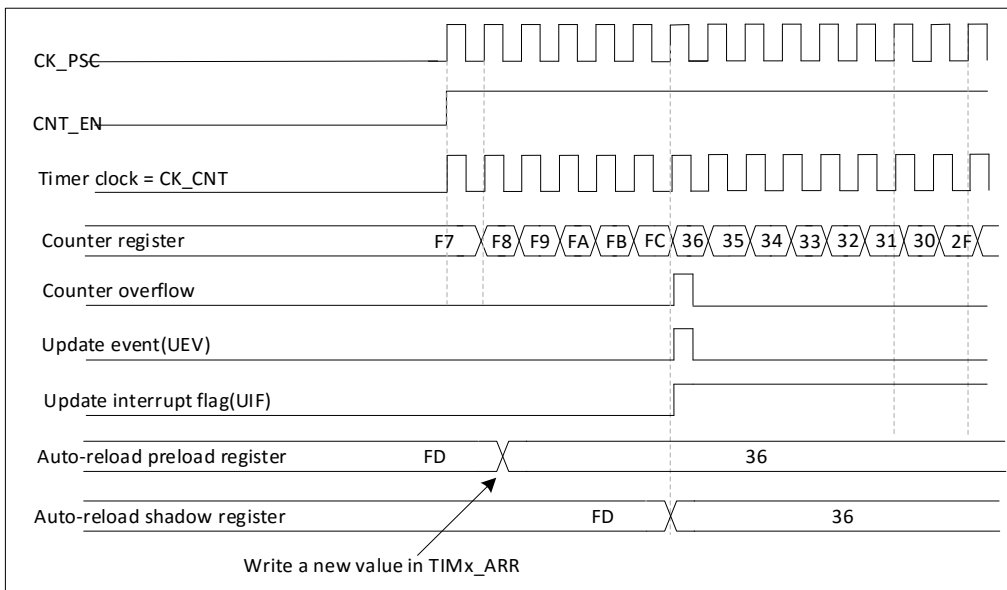 CK_PSC
CNT_EN
Timer clock = CK_CNT
Counter register F7 F8 F9 FA FB FC 36 35 34 33 32 31 30 2F
Counter overflow
Update event(UEV)
Update interrupt flag(UIF)
Auto-reload preload register FD 36
Auto-reload shadow register FD 36
Write a new value in TIMx_ARR